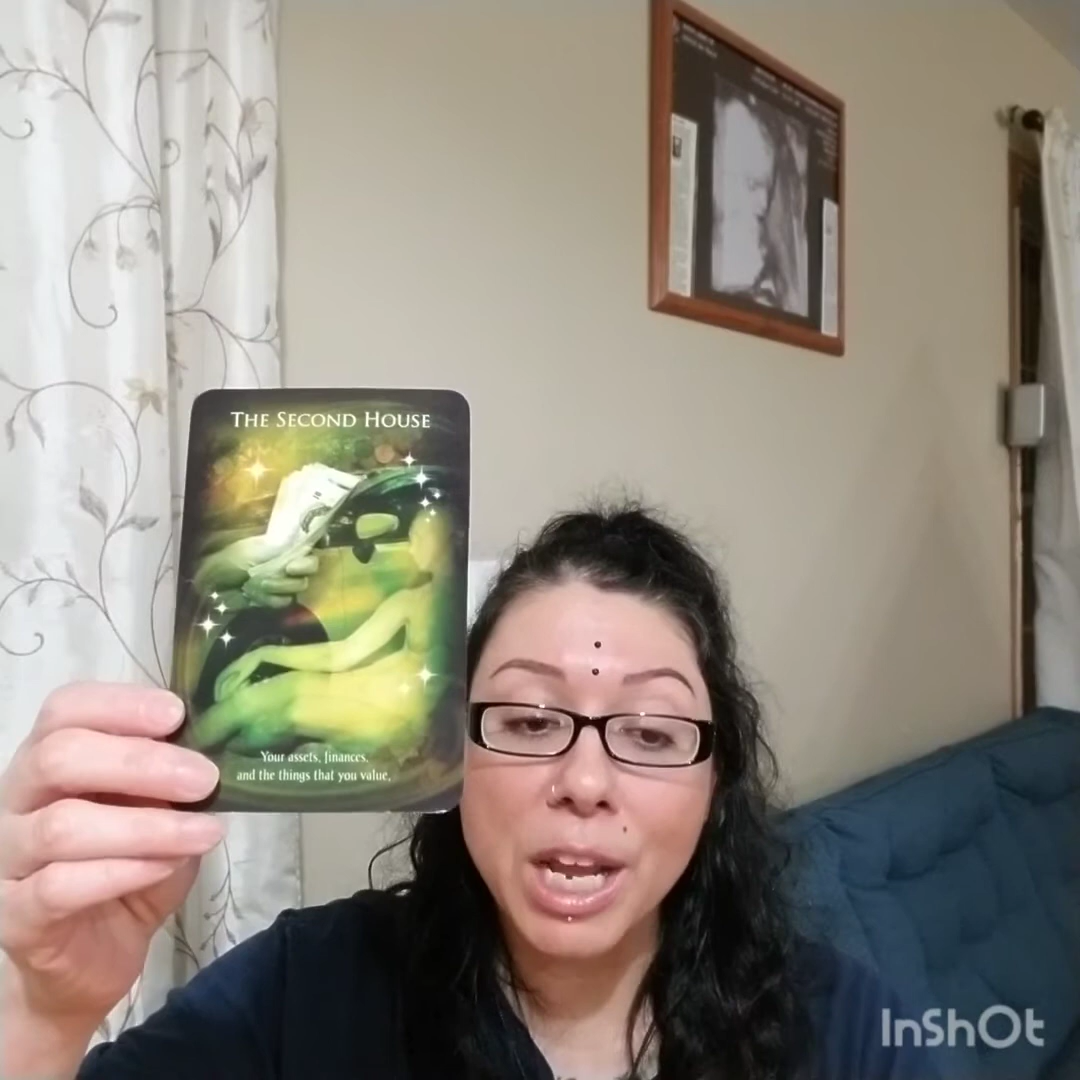 THE SECOND HOUSE
Your assets, finances,
and the things that you value.
InShOt